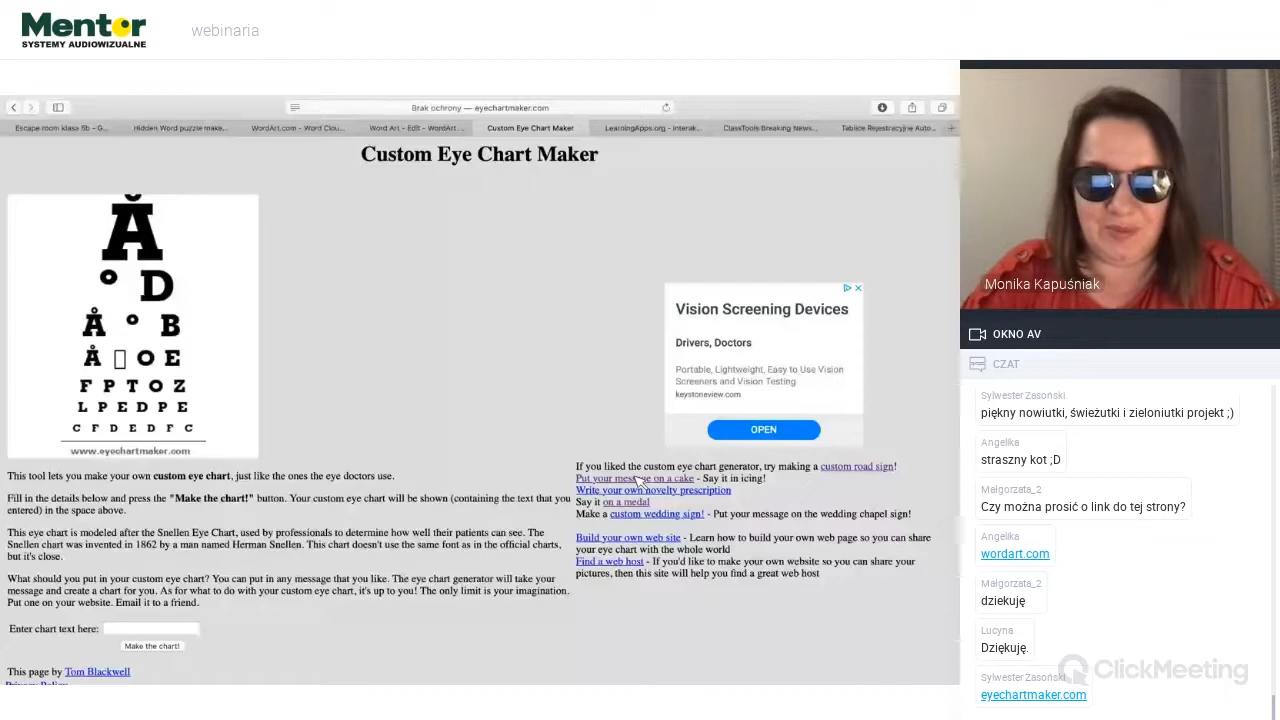 Mentor
SYSTEMY AUDIOWIZUALNE
webinaria
Brak ochrony — eyechartmaker.com
Escape room klasa 5b - G...
Hidden Word puzzle make...
WordArt.com - Word Clou...
Word Art - Edit - WordArt...
Custom Eye Chart Maker
LearningApps.org - interak...
ClassTools Breaking News...
Tablice Rejestracyjne Auto...
Custom Eye Chart Maker
Ă
° D
Å ° B
Å O E
F P T O Z
L P E D P E
C F D E D F C
www.eyechartmaker.com
This tool lets you make your own custom eye chart, just like the ones the eye doctors use.
Fill in the details below and press the "Make the chart!" button. Your custom eye chart will be shown (containing the text that you
entered) in the space above.
This eye chart is modeled after the Snellen Eye Chart, used by professionals to determine how well their patients can see. The
Snellen chart was invented in 1862 by a man named Herman Snellen. This chart doesn't use the same font as in the official charts,
but it's close.
What should you put in your custom eye chart? You can put in any message that you like. The eye chart generator will take your
message and create a chart for you. As for what to do with your custom eye chart, it's up to you! The only limit is your imagination.
Put one on your website. Email it to a friend.
Enter chart text here:
Make the chart!
This page by Tom Blackwell
Privacy Policy
Vision Screening Devices
Drivers, Doctors
Portable, Lightweight, Easy to Use Vision
Screeners and Vision Testing
keystoneview.com
OPEN
If you liked the custom eye chart generator, try making a custom road sign!
Put your message on a cake - Say it in icing!
Write your own novelty prescription
Say it on a medal
Make a custom wedding sign! - Put your message on the wedding chapel sign!
Build your own web site - Learn how to build your own web page so you can share
your eye chart with the whole world
Find a web host - If you'd like to make your own website so you can share your
pictures, then this site will help you find a great web host
Monika Kapuśniak
OKNO AV
CZAT
Sylwester Zasoński
piękny nowiutki, świeżutki i zieloniutki projekt ;)
Angelika
straszny kot ;D
Małgorzata_2
Czy można prosić o link do tej strony?
Angelika
wordart.com
Małgorzata_2
dziekuję
Lucyna
Dziękuję.
Sylwester Zasoński
eyechartmaker.com
ClickMeeting